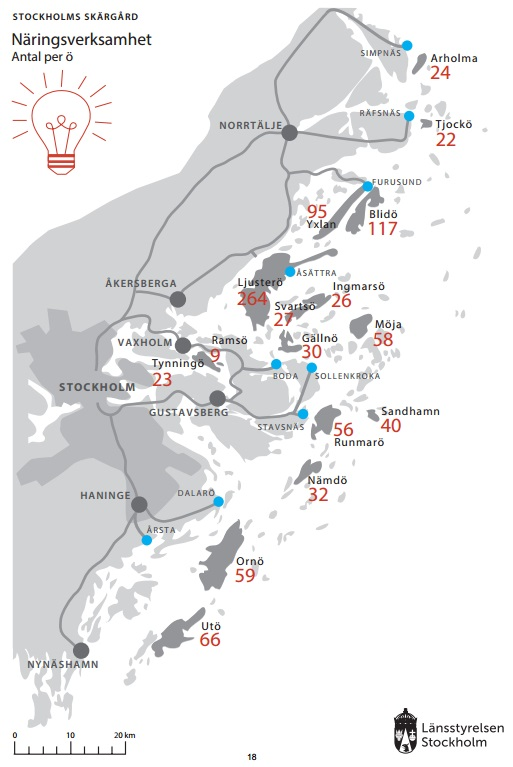 STOCKHOLMS SKÄRGÅRD
Näringsverksamhet
Antal per ö
SIMPNÄS
Arholma
24
RÄFSNÄS
Tjockö
22
NORRTÄLJE
FURUSUND
95
Yxlan
Blidö
117
ÅSÄTTRA
Ljusterö
264
Ingmarsö
26
Svartsö
27
ÅKERSBERGA
Möja
58
VAXHOLM
Ramsö
9
Gällnö
30
Tynningö
23
BODA
SOLLENKROKA
STOCKHOLM
GUSTAVSBERG
STAVSNÄS
Sandhamn
40
56
Runmarö
Nämdö
32
HANINGE
DALARÖ
ÅRSTA
Ornö
59
Utö
66
NYNÄSHAMN
0 10 20 km
Länsstyrelsen
Stockholm
18